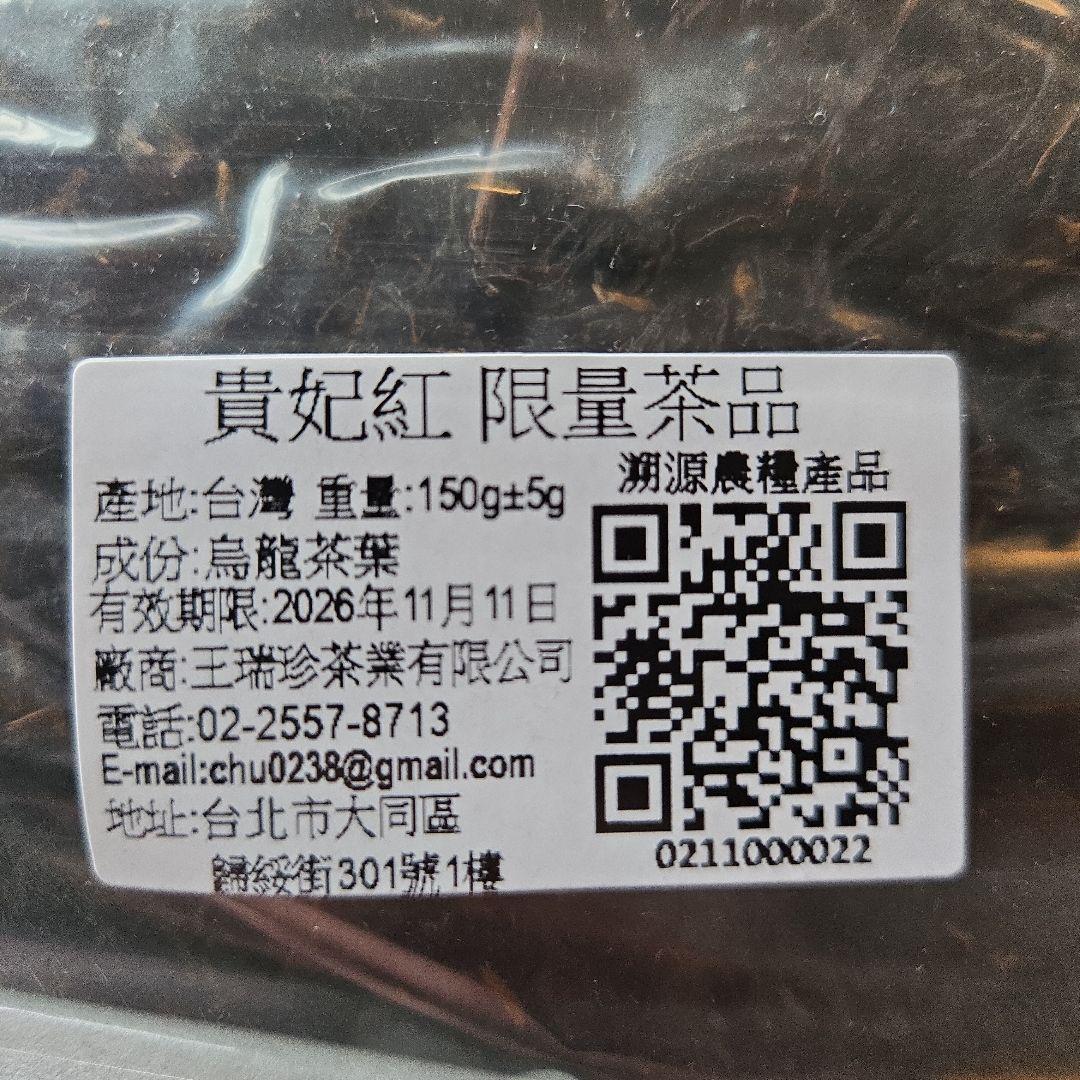 貴妃紅 限量茶品
產地:台灣 重量:150g±5g
溯源農糧產品
成份:烏龍茶葉
有效期限:2026年11月11日
廠商:王瑞珍茶業有限公司
電話:02-2557-8713
E-mail:chu0238@gmail.com
地址:台北市大同區
歸綏街301號1樓
0211000022